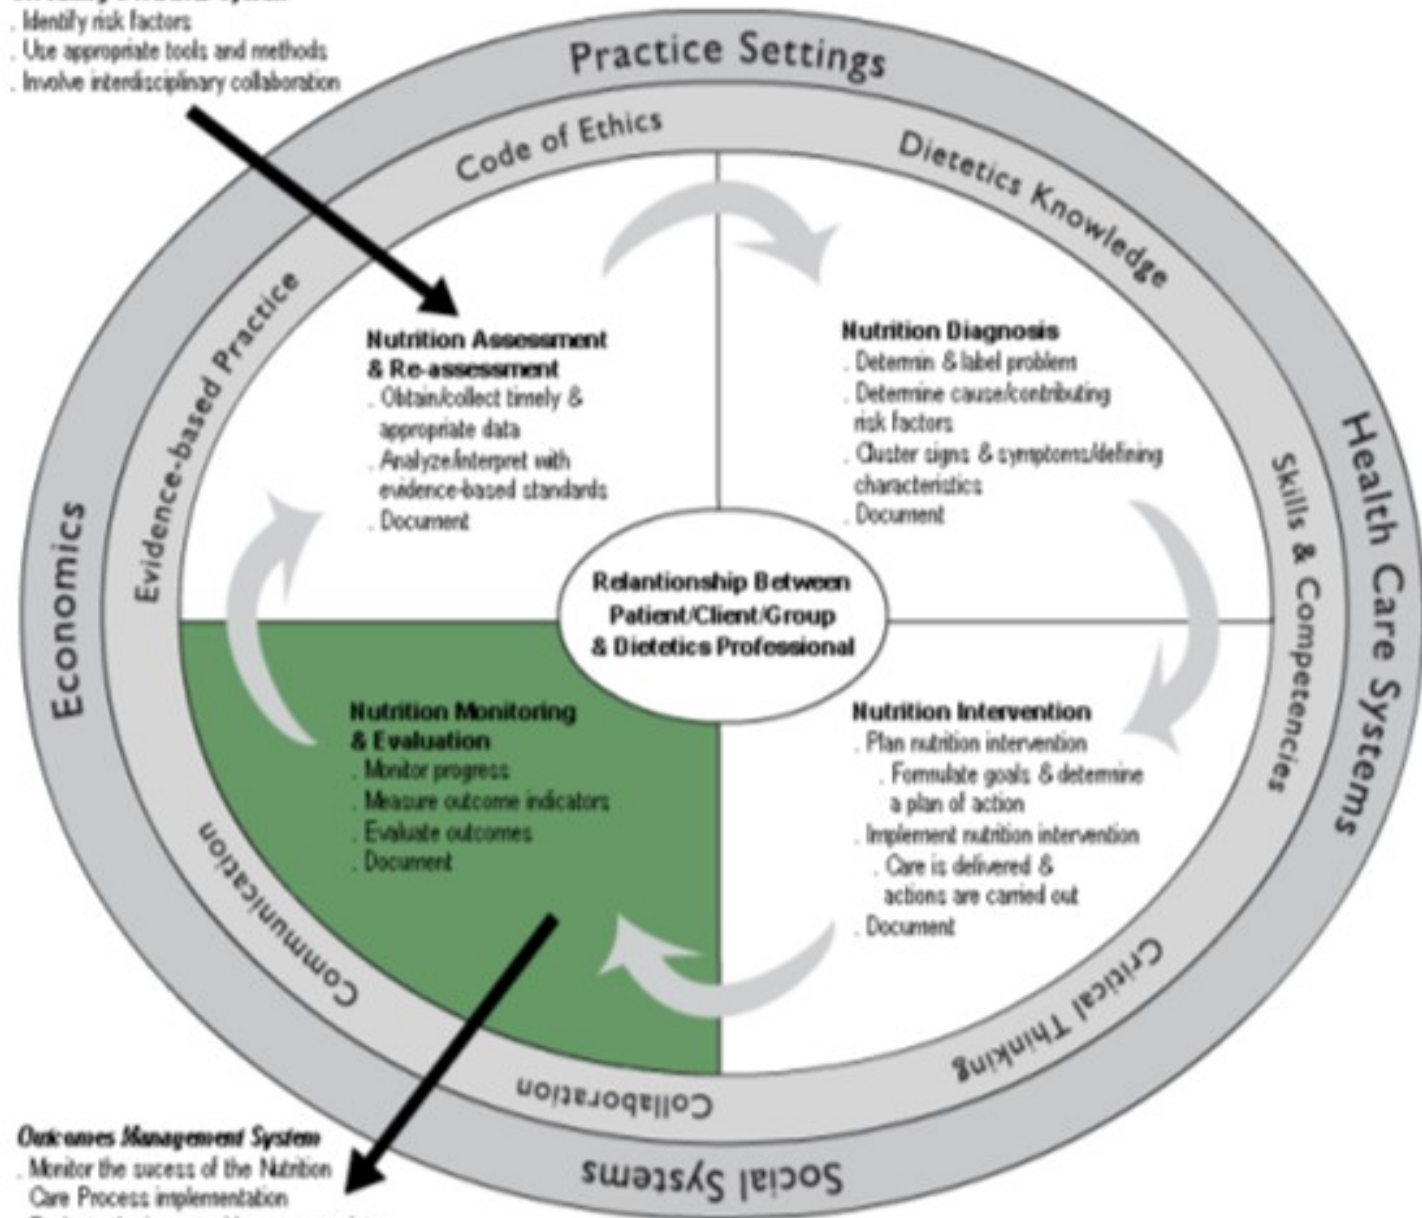 . Identify risk factors
. Use appropriate tools and methods
. Involve interdisciplinary collaboration
Practice Settings
Code of Ethics
Dietetics Knowledge
Evidence-based Practice
Economics
Health Care Systems
Skills & Competencies
Nutrition Assessment
& Re-assessment
. Obtain/collect timely &
appropriate data
. Analyze/interpret with
evidence-based standards
. Document
Nutrition Diagnosis
. Determin & label problem
. Determine cause/contributing
risk factors
. Cluster signs & symptoms/defining
characteristics
. Document
Relantionship Between
Patient/Client/Group
& Dietetics Professional
Nutrition Monitoring
& Evaluation
. Monitor progress
. Measure outcome indicators
. Evaluate outcomes
. Document
Nutrition Intervention
. Plan nutrition intervention
. Formulate goals & determine
a plan of action
. Implement nutrition intervention
. Care is delivered &
actions are carried out
. Document
Communication
Collaboration
Critical Thinking
Social Systems
Outcomes Management System
. Monitor the sucess of the Nutrition
Care Process implementation